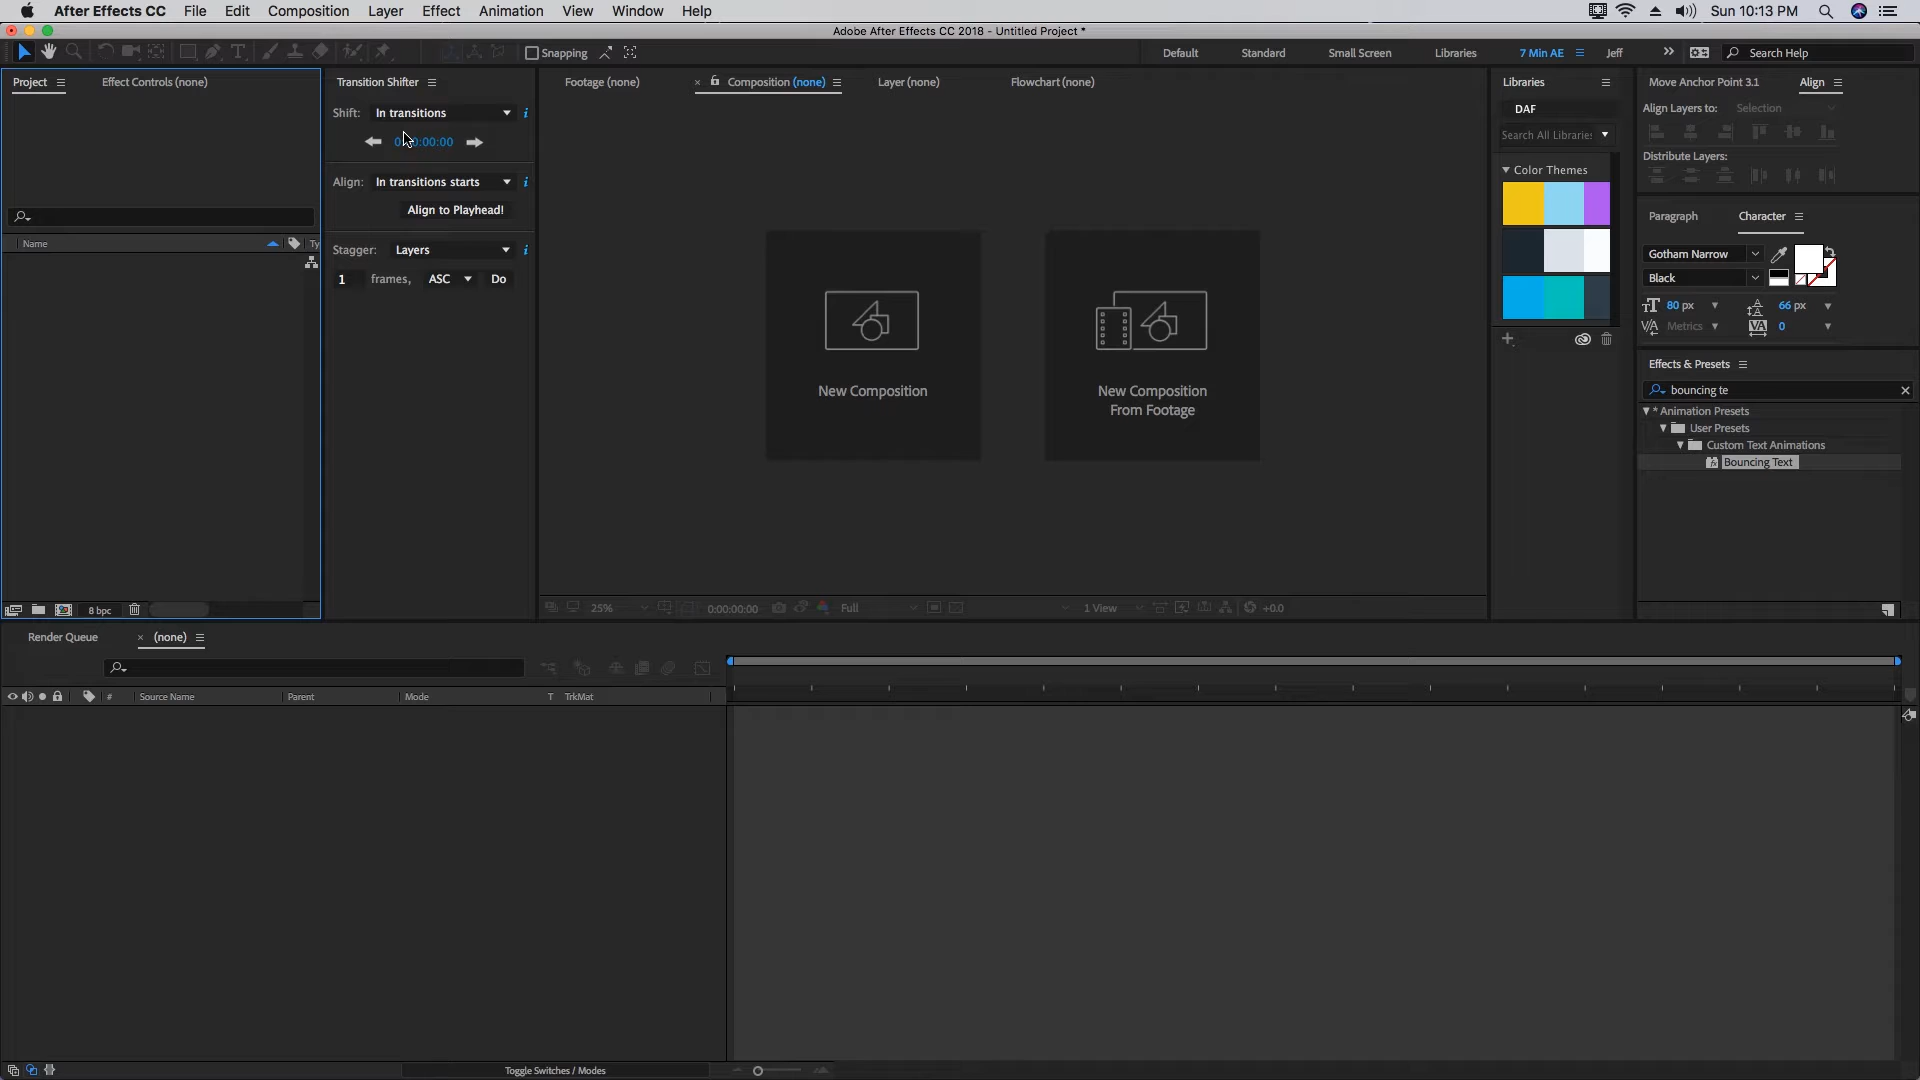 After Effects CC File Edit Composition Layer Effect Animation View Window Help Sun 10:13 PM
Adobe After Effects CC 2018 - Untitled Project *
Snapping Default Standard Small Screen Libraries 7 Min AE Jeff Search Help
Project Effect Controls (none) Transition Shifter Footage (none) Composition (none) Layer (none) Flowchart (none) Libraries Move Anchor Point 3.1 Align
Shift: In transitions DAF Align Layers to: Selection
Search All Libraries
Distribute Layers:
Color Themes
Align: In transitions starts
Align to Playhead!
Paragraph Character
Name Ty
Stagger: Layers Gotham Narrow
1 frames, ASC Do Black
80 px 66 px
Metrics 0
Effects & Presets
New Composition
New Composition
From Footage
bouncing te
* Animation Presets
User Presets
Custom Text Animations
Bouncing Text
8 bpc 25% 0:00:00:00 Full 1 View +0.0
Render Queue (none)
# Source Name Parent Mode T TrkMat
Toggle Switches / Modes